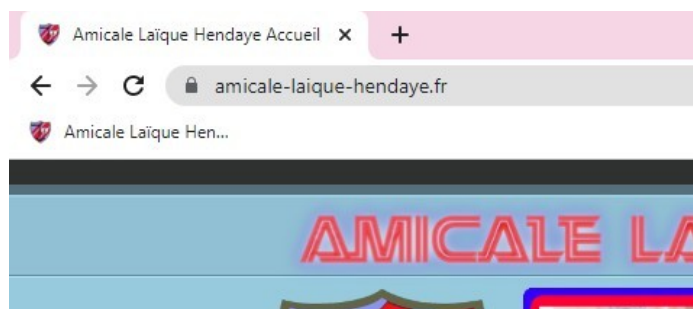 Amicale Laïque Hendaye Accueil
amicale-laique-hendaye.fr
Amicale Laïque Hen...
AMICALE LA